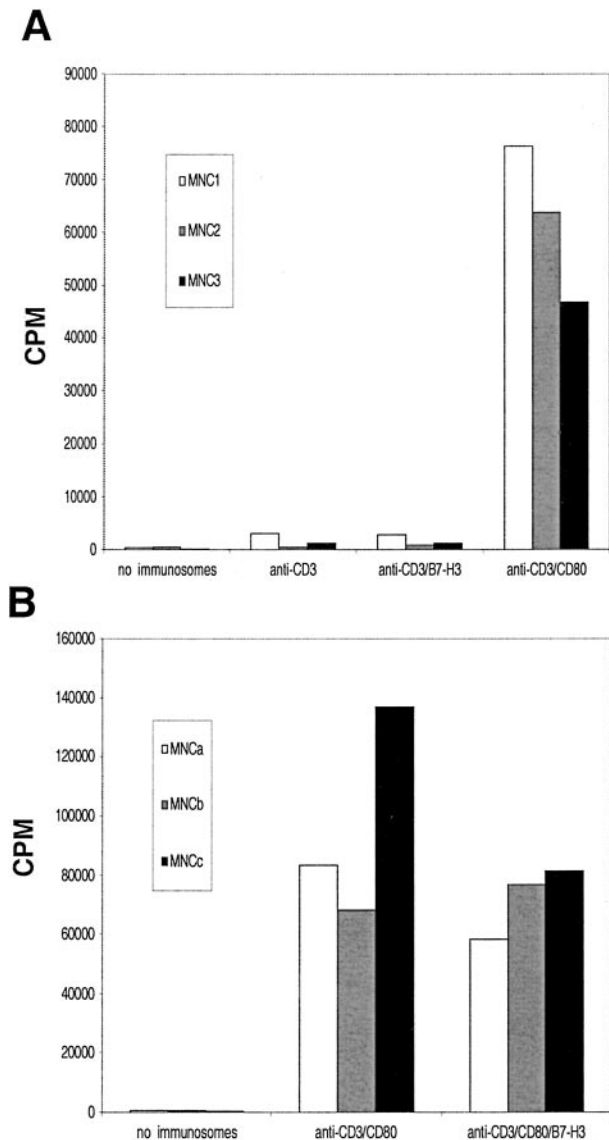 A
90000
80000
70000
60000
50000
40000
30000
20000
10000
0
CPM
MNC1
MNC2
MNC3
no immunosomes
anti-CD3
anti-CD3/B7-H3
anti-CD3/CD80
B
160000
140000
120000
100000
80000
60000
40000
20000
0
CPM
MNCa
MNCb
MNCc
no immunosomes
anti-CD3/CD80
anti-CD3/CD80/B7-H3